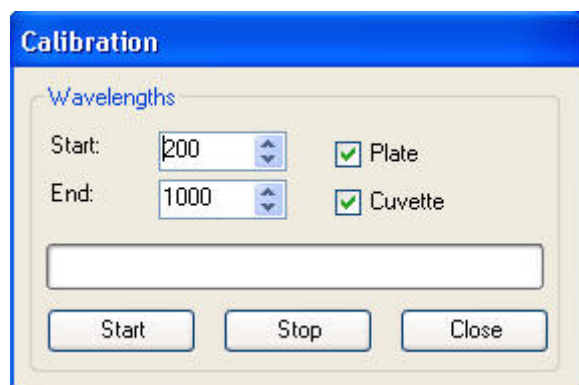 Calibration
Wavelengths
Start: 200 Plate
End: 1000 Cuvette
Start Stop Close